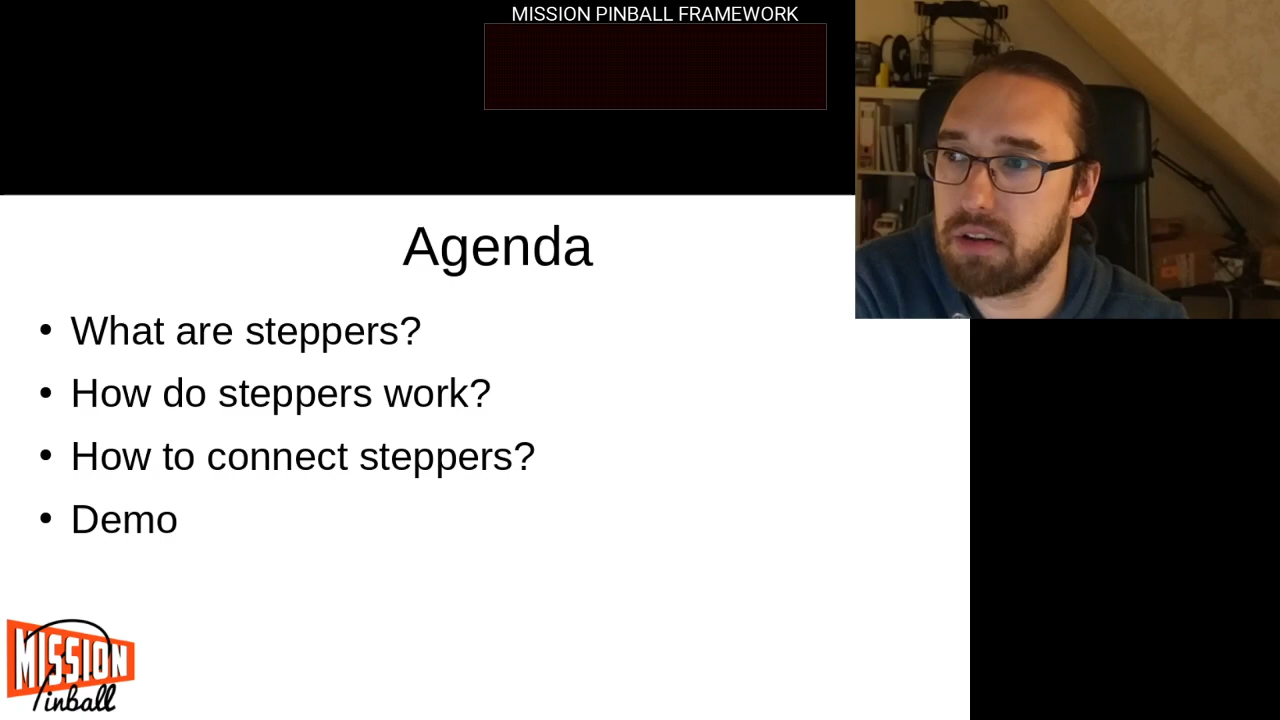 MISSION PINBALL FRAMEWORK
Agenda
• What are steppers?
• How do steppers work?
• How to connect steppers?
• Demo
MISSION
Pinball